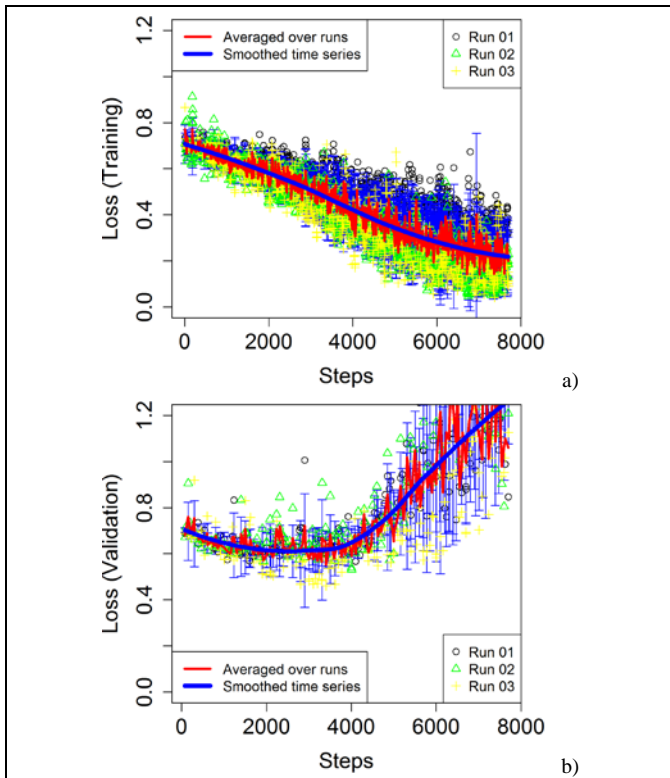 1.2
0.8
0.4
0.0
Loss (Training)
Averaged over runs
Smoothed time series
Run 01
Run 02
Run 03
0 2000 4000 6000 8000
Steps
a)
1.2
0.8
0.4
0.0
Loss (Validation)
Averaged over runs
Smoothed time series
Run 01
Run 02
Run 03
0 2000 4000 6000 8000
Steps
b)